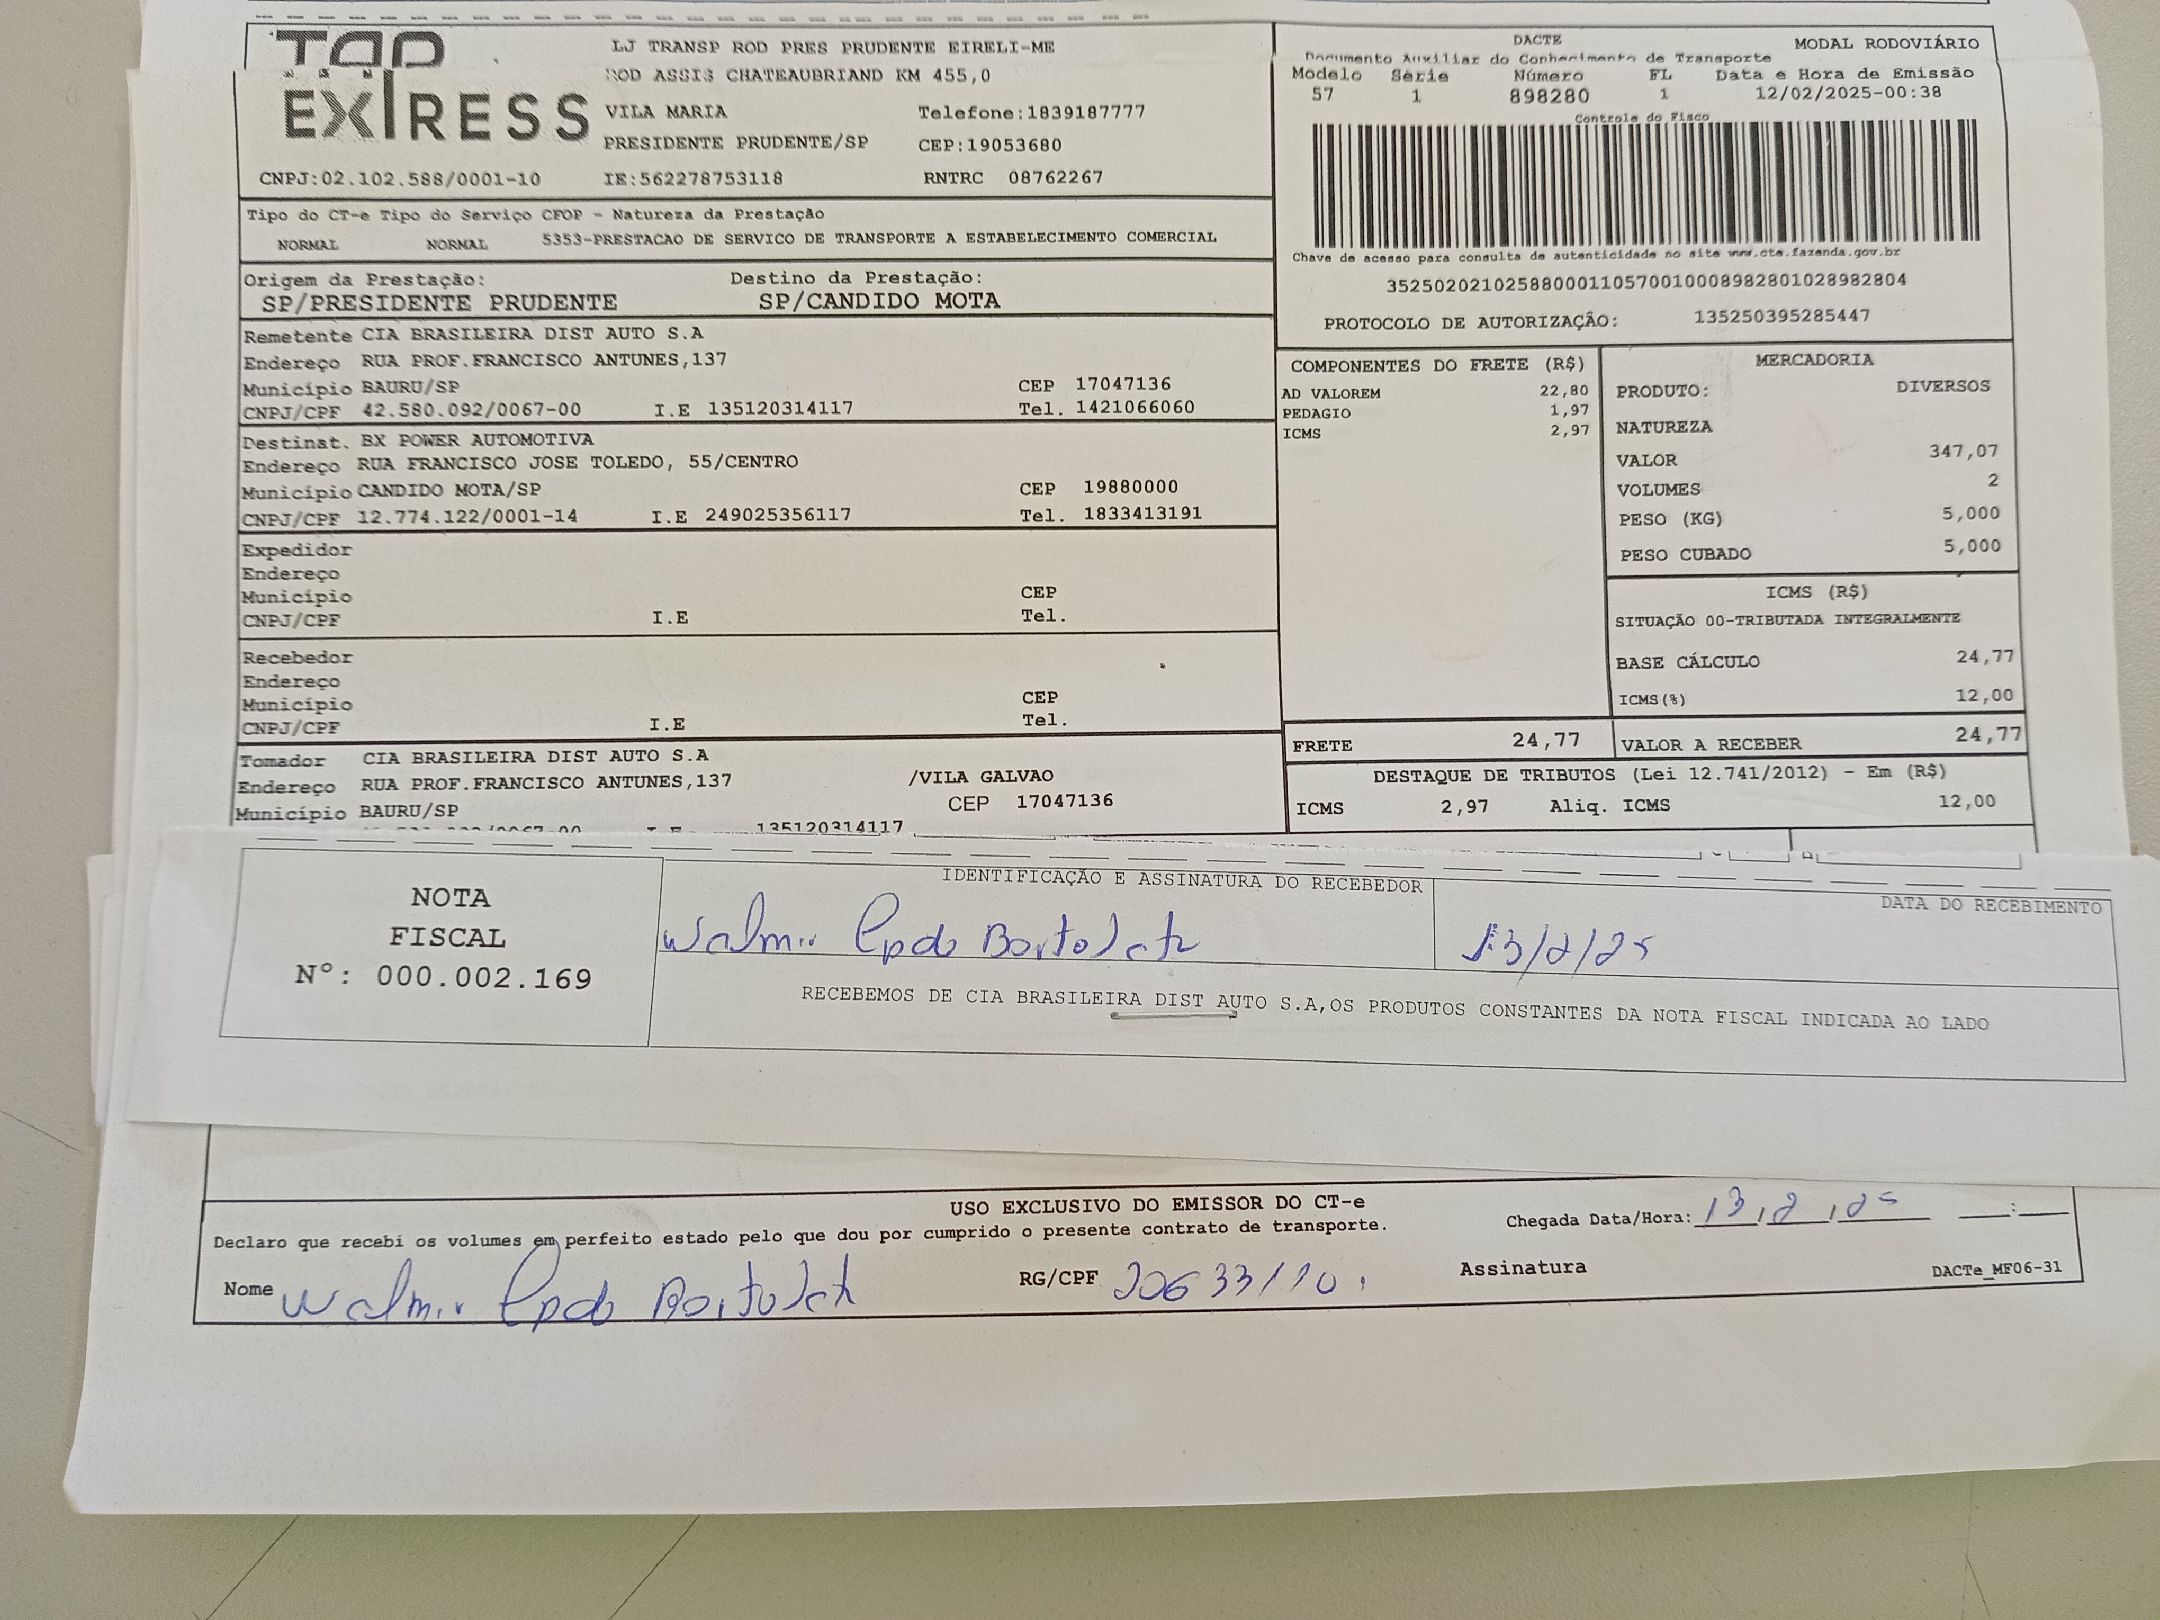 TOP
EXPRESS
LJ TRANSP ROD PRES PRUDENTE EIRELI-ME
ROD ASSIS CHATEAUBRIAND KM 455,0
VILA MARIA Telefone:1839187777
PRESIDENTE PRUDENTE/SP CEP:19053680
CNPJ:02.102.588/0001-10 IE:562278753118 RNTRC 08762267
DACTE MODAL RODOVIÁRIO
Documento Auxiliar do Conhecimento de Transporte
Modelo Série Número FL Data e Hora de Emissão
57 1 898280 1 12/02/2025-00:38
Controle do Fisco
Chave de acesso para consulta de autenticidade no site www.cte.fazenda.gov.br
35250202102588000110570010008982801028982804
PROTOCOLO DE AUTORIZAÇÃO: 135250395285447
Tipo do CT-e Tipo do Serviço CFOP - Natureza da Prestação
NORMAL NORMAL 5353-PRESTACAO DE SERVICO DE TRANSPORTE A ESTABELECIMENTO COMERCIAL
Origem da Prestação: Destino da Prestação:
SP/PRESIDENTE PRUDENTE SP/CANDIDO MOTA
Remetente CIA BRASILEIRA DIST AUTO S.A
Endereço RUA PROF.FRANCISCO ANTUNES,137
Município BAURU/SP CEP 17047136
CNPJ/CPF 42.580.092/0067-00 I.E 135120314117 Tel. 1421066060
Destinat. BX POWER AUTOMOTIVA
Endereço RUA FRANCISCO JOSE TOLEDO, 55/CENTRO
Município CANDIDO MOTA/SP CEP 19880000
CNPJ/CPF 12.774.122/0001-14 I.E 249025356117 Tel. 1833413191
Expedidor
Endereço
Município CEP
CNPJ/CPF I.E Tel.
Recebedor
Endereço
Município CEP
CNPJ/CPF I.E Tel.
Tomador CIA BRASILEIRA DIST AUTO S.A
Endereço RUA PROF.FRANCISCO ANTUNES,137 /VILA GALVAO
Município BAURU/SP CEP 17047136
135120314117
COMPONENTES DO FRETE (R$)
AD VALOREM 22,80
PEDAGIO 1,97
ICMS 2,97
MERCADORIA
PRODUTO: DIVERSOS
NATUREZA
VALOR 347,07
VOLUMES 2
PESO (KG) 5,000
PESO CUBADO 5,000
ICMS (R$)
SITUAÇÃO 00-TRIBUTADA INTEGRALMENTE
BASE CÁLCULO 24,77
ICMS(%) 12,00
FRETE 24,77 VALOR A RECEBER 24,77
DESTAQUE DE TRIBUTOS (Lei 12.741/2012) - Em (R$)
ICMS 2,97 Aliq. ICMS 12,00
NOTA
FISCAL
Nº: 000.002.169
IDENTIFICAÇÃO E ASSINATURA DO RECEBEDOR
Walmir
DATA DO RECEBIMENTO
13/2/25
RECEBEMOS DE CIA BRASILEIRA DIST AUTO S.A,OS PRODUTOS CONSTANTES DA NOTA FISCAL INDICADA AO LADO
USO EXCLUSIVO DO EMISSOR DO CT-e
Declaro que recebi os volumes em perfeito estado pelo que dou por cumprido o presente contrato de transporte.
Chegada Data/Hora: 13,2,25 :
Nome Walmir
RG/CPF
Assinatura
DACTe_MF06-31